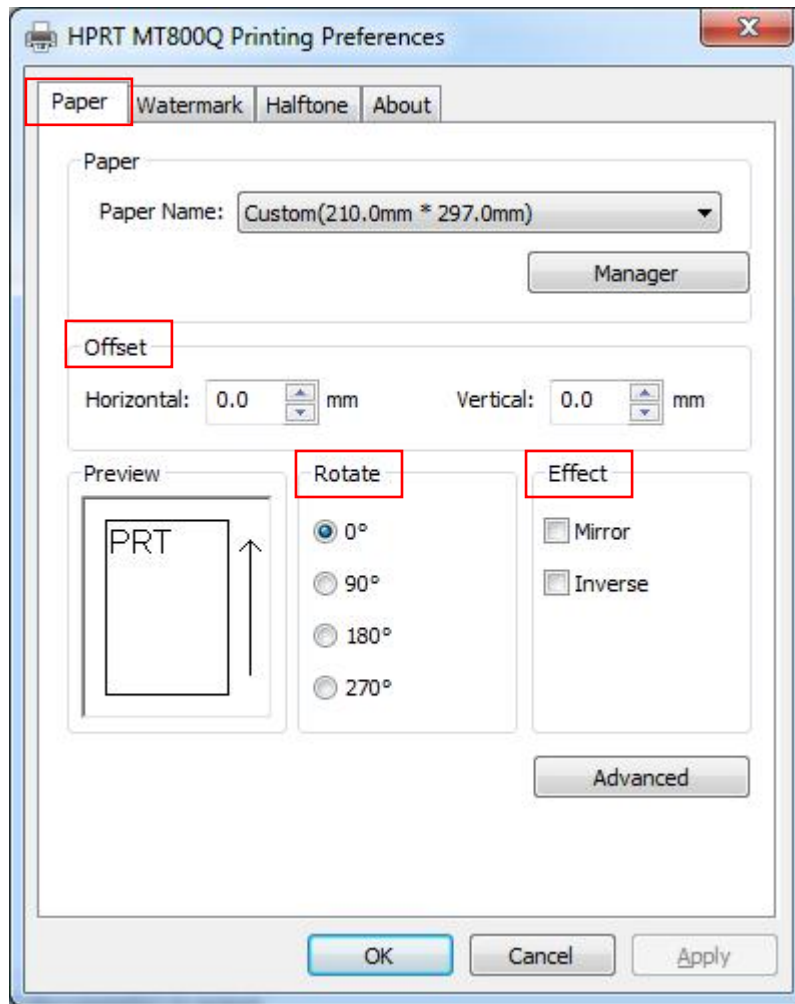 HPRT MT800Q Printing Preferences
Paper Watermark Halftone About
Paper
Paper Name: Custom(210.0mm * 297.0mm)
Manager
Offset
Horizontal: 0.0 mm Vertical: 0.0 mm
Preview Rotate Effect
PRT 0° Mirror
90° Inverse
180°
270°
Advanced
OK Cancel Apply